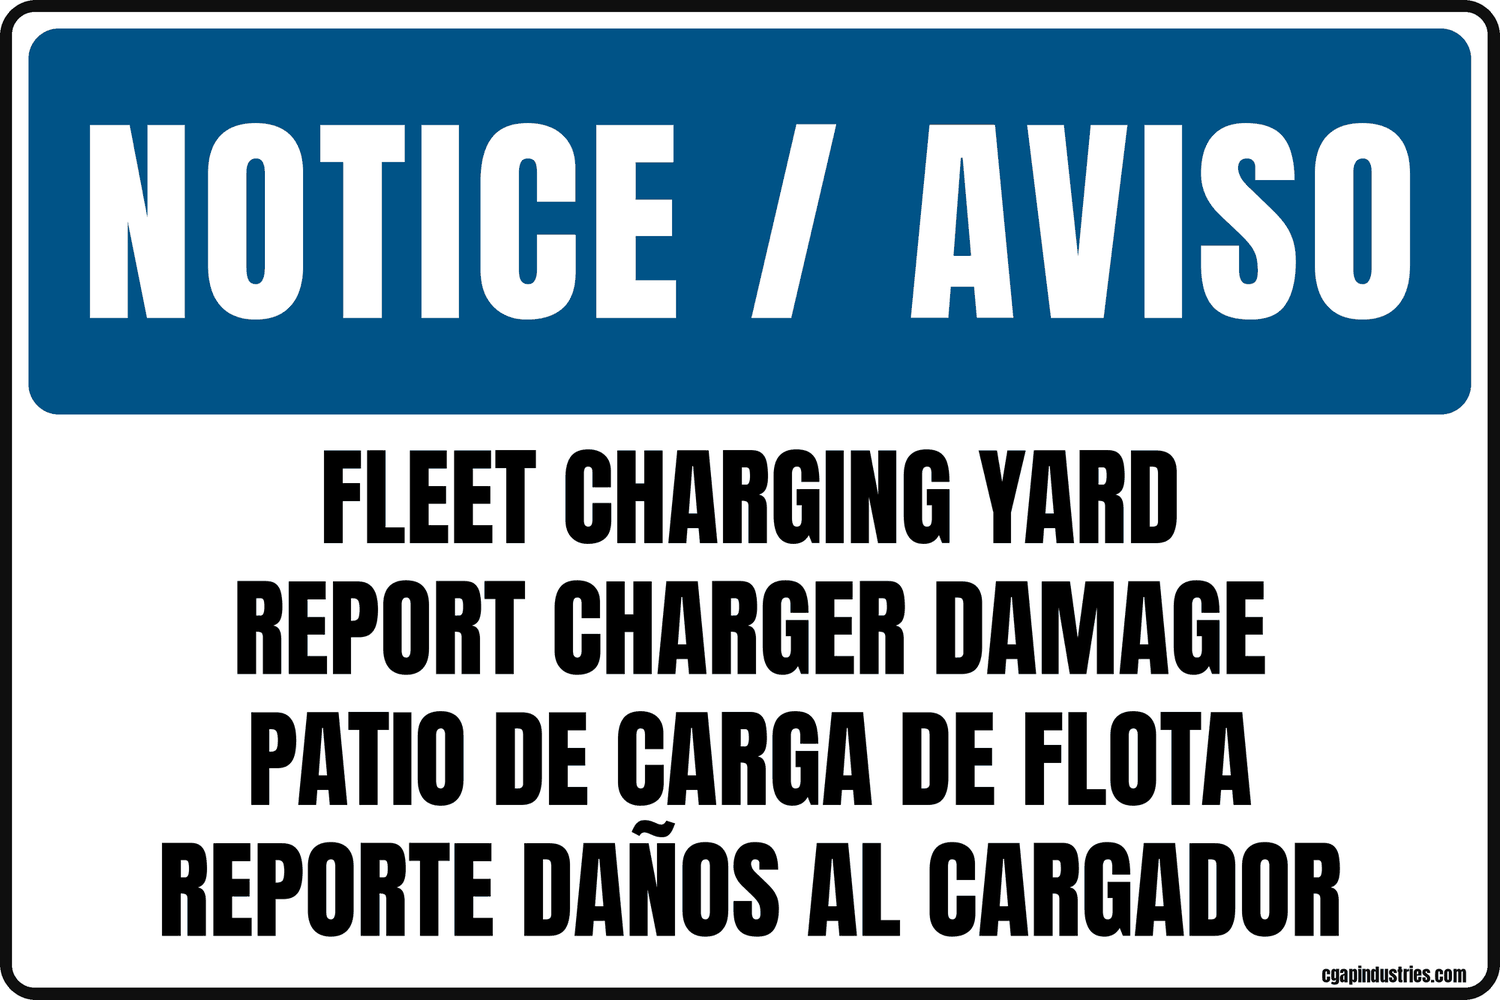 NOTICE / AVISO
FLEET CHARGING YARD
REPORT CHARGER DAMAGE
PATIO DE CARGA DE FLOTA
REPORTE DAÑOS AL CARGADOR
cgapindustries.com